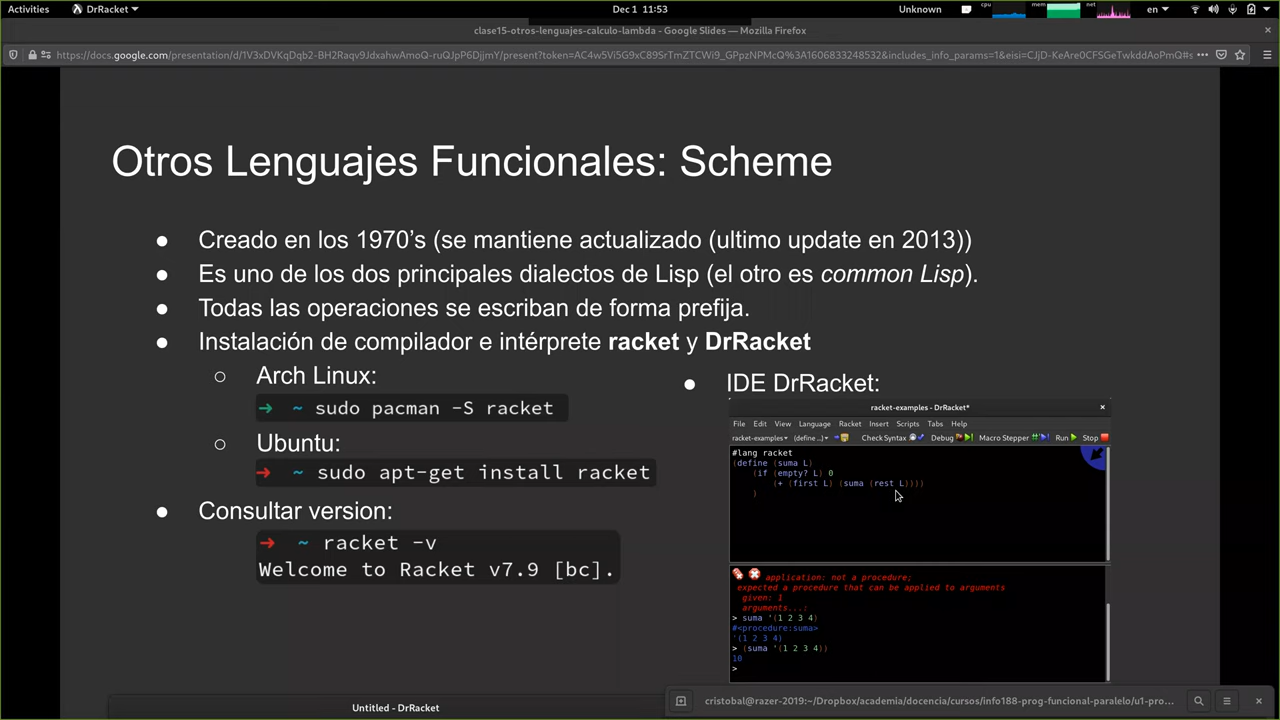 Activities DrRacket Dec 1 11:53 Unknown cpu mem net en
clase15-otros-lenguajes-calculo-lambda - Google Slides — Mozilla Firefox
Otros Lenguajes Funcionales: Scheme
● Creado en los 1970's (se mantiene actualizado (ultimo update en 2013))
● Es uno de los dos principales dialectos de Lisp (el otro es common Lisp).
● Todas las operaciones se escriban de forma prefija.
● Instalación de compilador e intérprete racket y DrRacket
○ Arch Linux:
→ ~ sudo pacman -S racket
○ Ubuntu:
→ ~ sudo apt-get install racket
● Consultar version:
→ ~ racket -v
Welcome to Racket v7.9 [bc].
● IDE DrRacket:
racket-examples - DrRacket*
File Edit View Language Racket Insert Scripts Tabs Help
racket-examples (define ...) Check Syntax Debug Macro Stepper Run Stop
#lang racket
(define (suma L)
(if (empty? L) 0
(+ (first L) (suma (rest L))))
)
application: not a procedure;
expected a procedure that can be applied to arguments
given: 1
arguments...:
> suma '(1 2 3 4)
#<procedure:suma>
'(1 2 3 4)
> (suma '(1 2 3 4))
10
>
Untitled - DrRacket
cristobal@razer-2019:~/Dropbox/academia/docencia/cursos/info188-prog-funcional-paralelo/u1-pro...